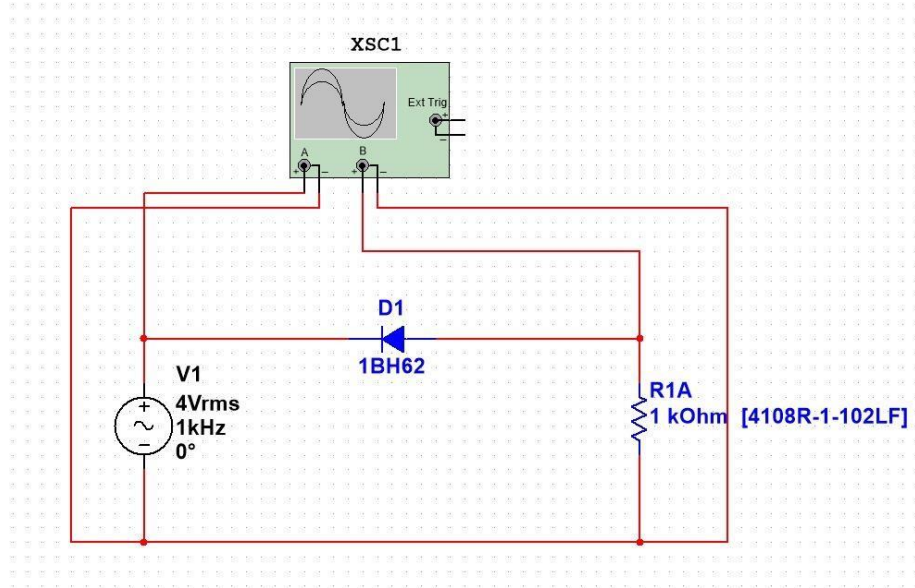 XSC1
Ext Trig
+
−
A
B
+
−
+
−
D1
1BH62
V1
+
4Vrms
1kHz
−
0°
R1A
1 kOhm [4108R-1-102LF]